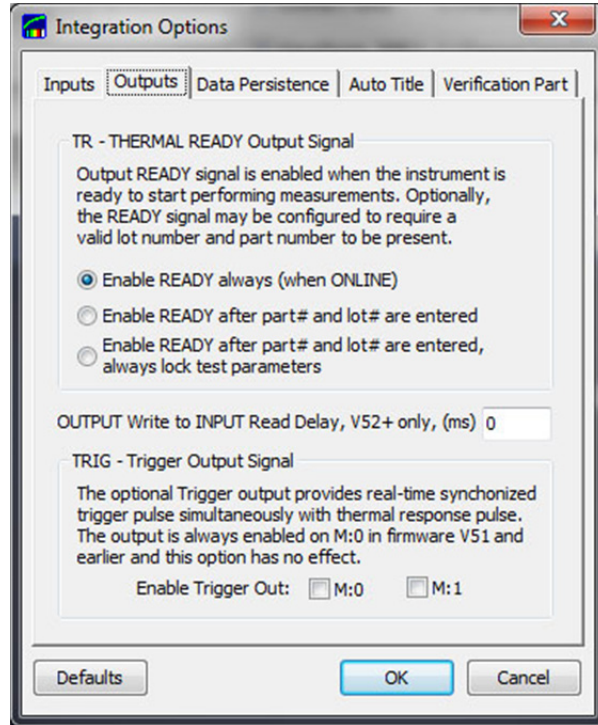 Integration Options
Inputs Outputs Data Persistence Auto Title Verification Part
TR - THERMAL READY Output Signal
Output READY signal is enabled when the instrument is
ready to start performing measurements. Optionally,
the READY signal may be configured to require a
valid lot number and part number to be present.
Enable READY always (when ONLINE)
Enable READY after part# and lot# are entered
Enable READY after part# and lot# are entered,
always lock test parameters
OUTPUT Write to INPUT Read Delay, V52+ only, (ms) 0
TRIG - Trigger Output Signal
The optional Trigger output provides real-time synchonized
trigger pulse simultaneously with thermal response pulse.
The output is always enabled on M:0 in firmware V51 and
earlier and this option has no effect.
Enable Trigger Out: M:0 M:1
Defaults OK Cancel